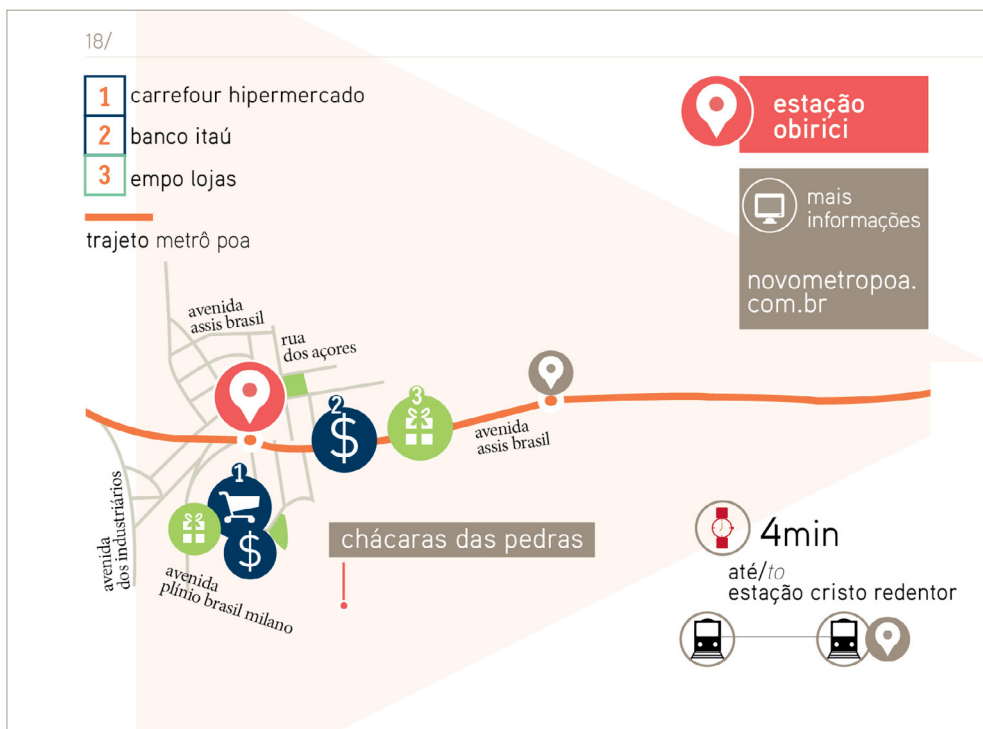 18/
1 carrefour hipermercado
2 banco itaú
3 empo lojas
trajeto metrô poa
estação
obirici
mais
informações
novometropoa.
com.br
avenida
assis brasil
rua
dos açores
2
3
avenida
assis brasil
1
avenida
dos industriários
avenida
plínio brasil milano
chácaras das pedras
4min
até/to
estação cristo redentor